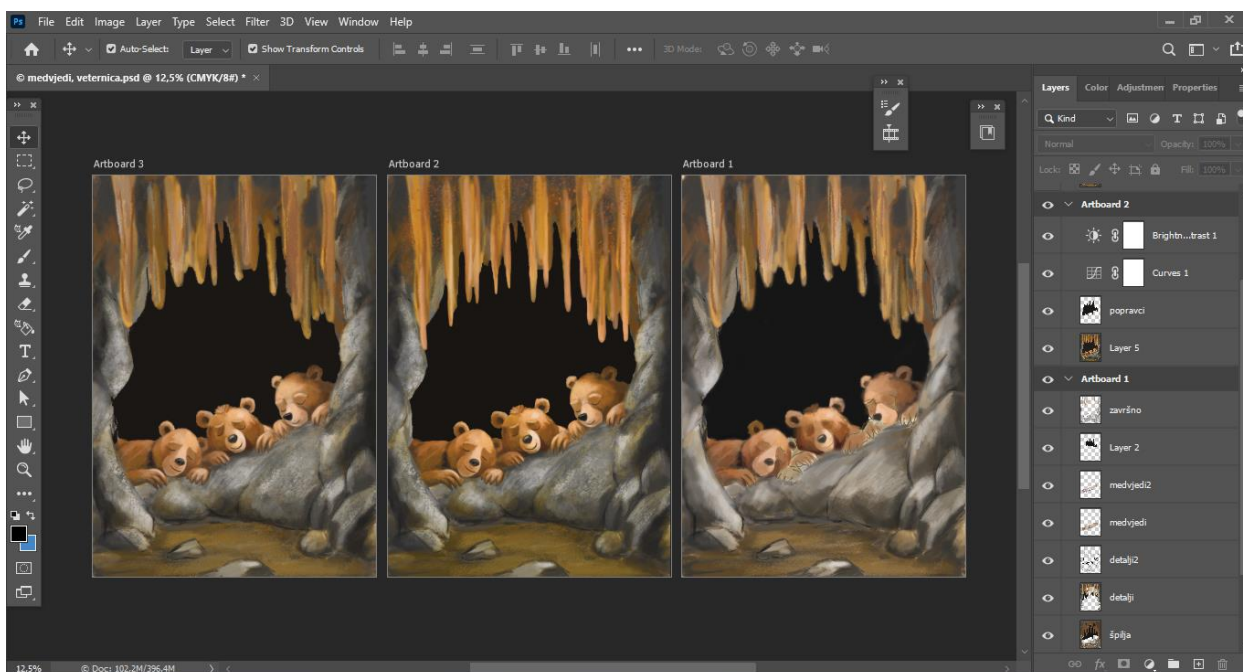 Ps File Edit Image Layer Type Select Filter 3D View Window Help
Auto-Select: Layer Show Transform Controls 3D Mode:
© medvjedi, veternica.psd @ 12,5% (CMYK/8#) * ×
Artboard 3 Artboard 2 Artboard 1
Layers Color Adjustmen Properties
Kind
Normal Opacity: 100%
Lock: Fill: 100%
Artboard 2
Brightn...trast 1
Curves 1
popravci
Layer 5
Artboard 1
završno
Layer 2
medvjedi2
medvjedi
detalji2
detalji
špilja
12,5% © Doc: 102,2M/396,4M